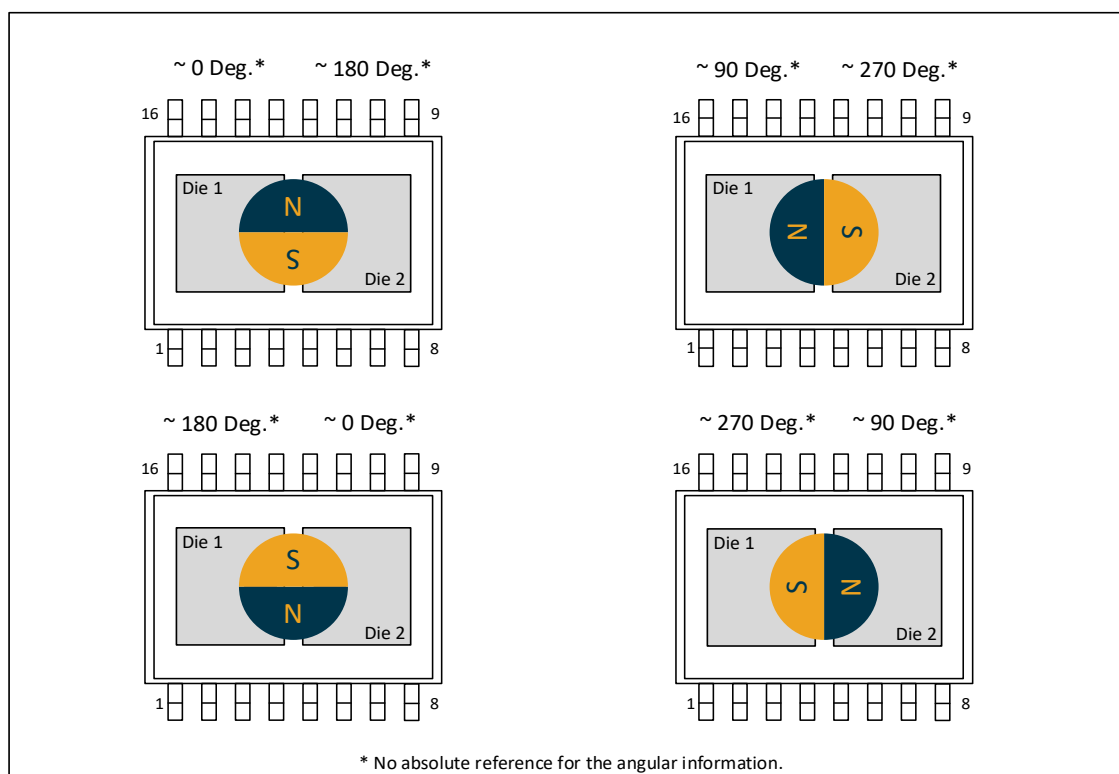 ~ 0 Deg.* ~ 180 Deg.*
16 9
Die 1
N
S
Die 2
1 8
~ 90 Deg.* ~ 270 Deg.*
16 9
Die 1
N S
Die 2
1 8
~ 180 Deg.* ~ 0 Deg.*
16 9
Die 1
S
N
Die 2
1 8
~ 270 Deg.* ~ 90 Deg.*
16 9
Die 1
S N
Die 2
1 8
* No absolute reference for the angular information.